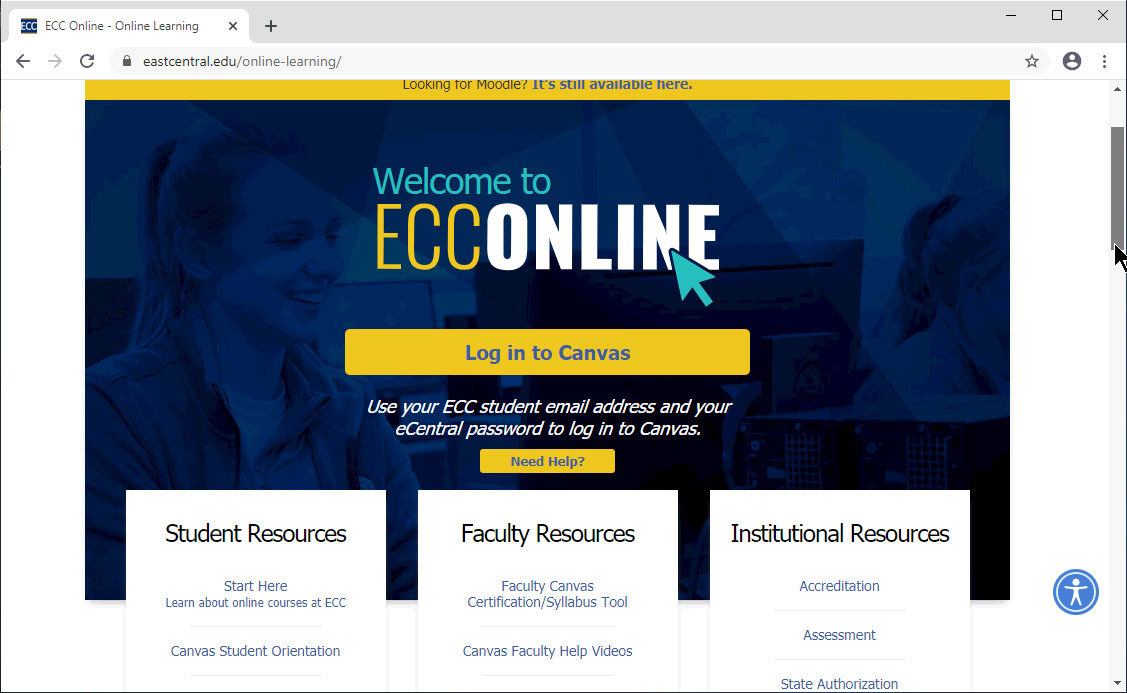 ECC ECC Online - Online Learning
eastcentral.edu/online-learning/
Looking for Moodle? It's still available here.
Welcome to
ECCONLINE
Log in to Canvas
Use your ECC student email address and your
eCentral password to log in to Canvas.
Need Help?
Student Resources
Start Here
Learn about online courses at ECC
Canvas Student Orientation
Faculty Resources
Faculty Canvas
Certification/Syllabus Tool
Canvas Faculty Help Videos
Institutional Resources
Accreditation
Assessment
State Authorization